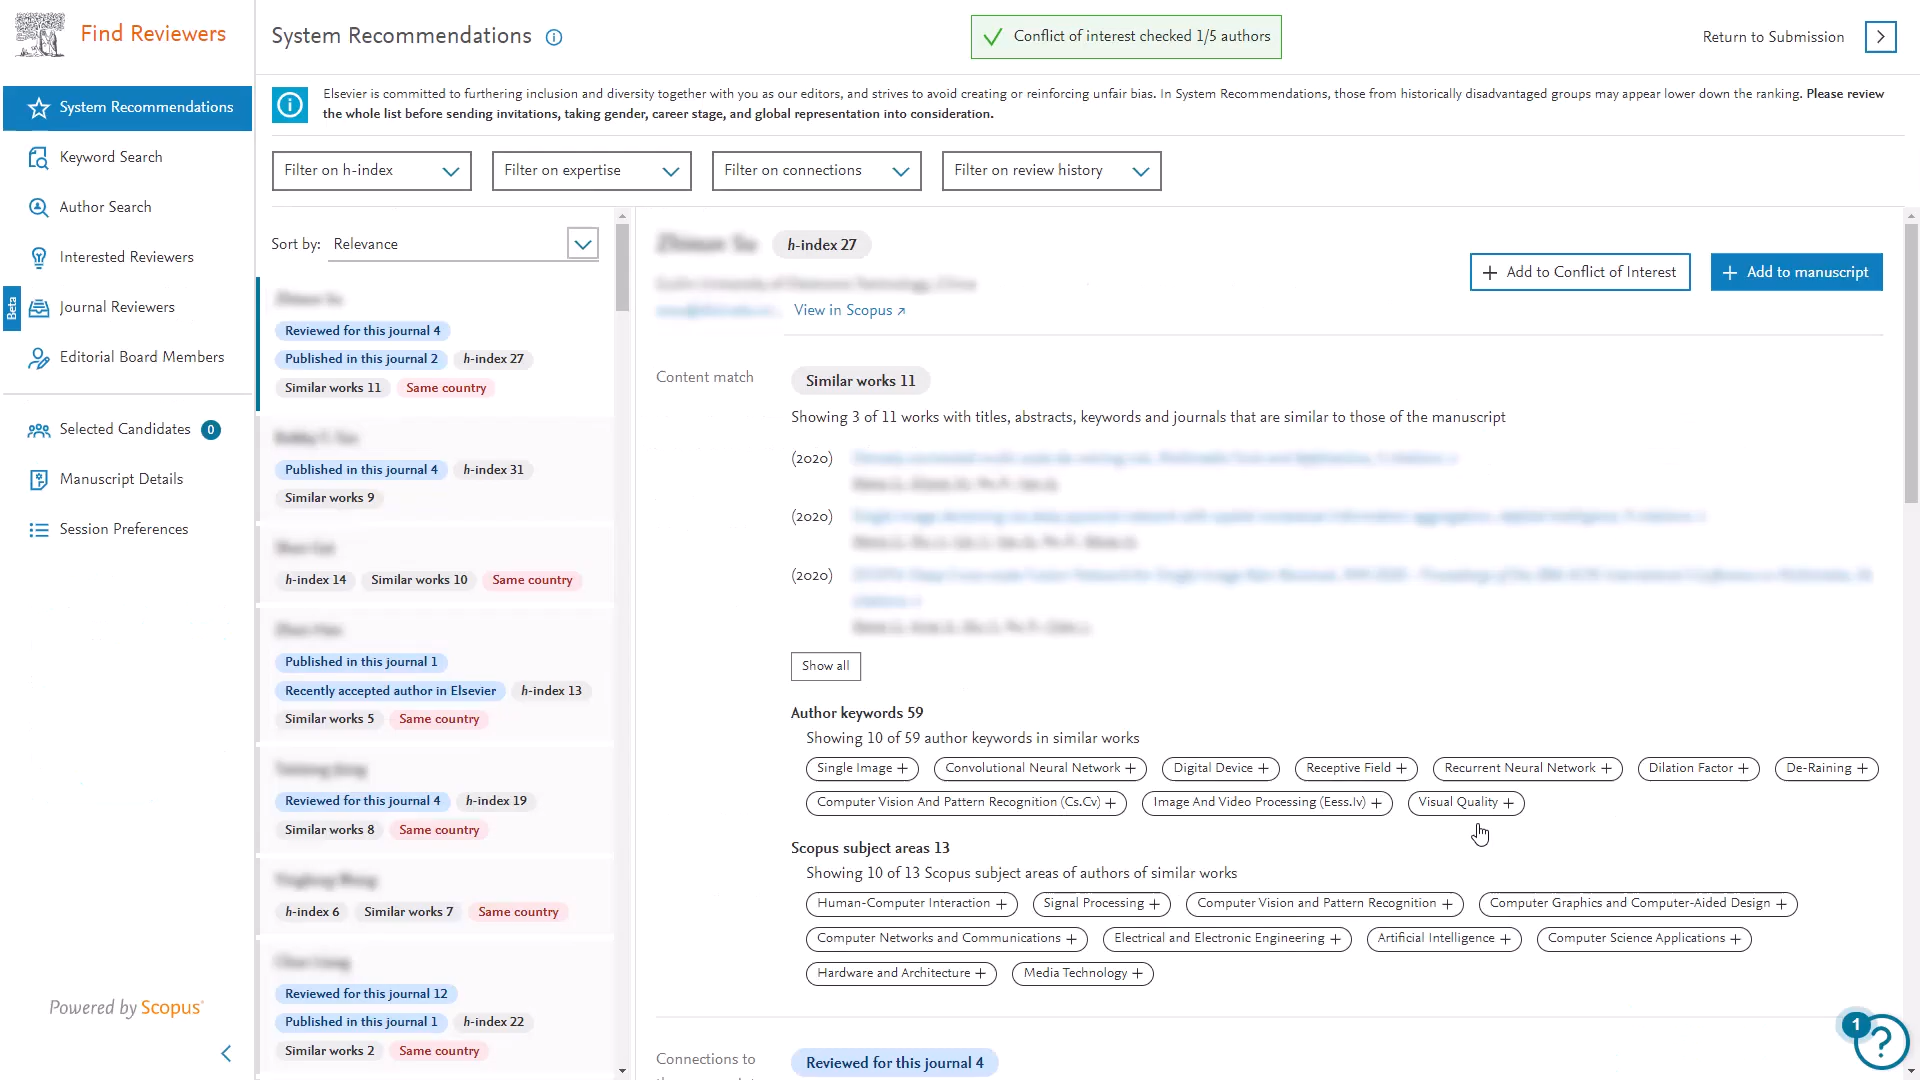 Find Reviewers
System Recommendations
Conflict of interest checked 1/5 authors
Return to Submission
System Recommendations
Keyword Search
Author Search
Interested Reviewers
Beta
Journal Reviewers
Editorial Board Members
Selected Candidates 0
Manuscript Details
Session Preferences
Powered by Scopus®
Elsevier is committed to furthering inclusion and diversity together with you as our editors, and strives to avoid creating or reinforcing unfair bias. In System Recommendations, those from historically disadvantaged groups may appear lower down the ranking. Please review
the whole list before sending invitations, taking gender, career stage, and global representation into consideration.
Filter on h-index
Filter on expertise
Filter on connections
Filter on review history
Sort by: Relevance
Reviewed for this journal 4
Published in this journal 2 h-index 27
Similar works 11 Same country
Published in this journal 4 h-index 31
Similar works 9
h-index 14 Similar works 10 Same country
Published in this journal 1
Recently accepted author in Elsevier h-index 13
Similar works 5 Same country
Reviewed for this journal 4 h-index 19
Similar works 8 Same country
h-index 6 Similar works 7 Same country
Reviewed for this journal 12
Published in this journal 1 h-index 22
Similar works 2 Same country
h-index 27
View in Scopus ↗
+ Add to Conflict of Interest
+ Add to manuscript
Content match
Similar works 11
Showing 3 of 11 works with titles, abstracts, keywords and journals that are similar to those of the manuscript
(2020)
(2020)
(2020)
Show all
Author keywords 59
Showing 10 of 59 author keywords in similar works
Single Image + Convolutional Neural Network + Digital Device + Receptive Field + Recurrent Neural Network + Dilation Factor + De-Raining +
Computer Vision And Pattern Recognition (Cs.Cv) + Image And Video Processing (Eess.Iv) + Visual Quality +
Scopus subject areas 13
Showing 10 of 13 Scopus subject areas of authors of similar works
Human-Computer Interaction + Signal Processing + Computer Vision and Pattern Recognition + Computer Graphics and Computer-Aided Design +
Computer Networks and Communications + Electrical and Electronic Engineering + Artificial Intelligence + Computer Science Applications +
Hardware and Architecture + Media Technology +
Connections to
Reviewed for this journal 4
1
?